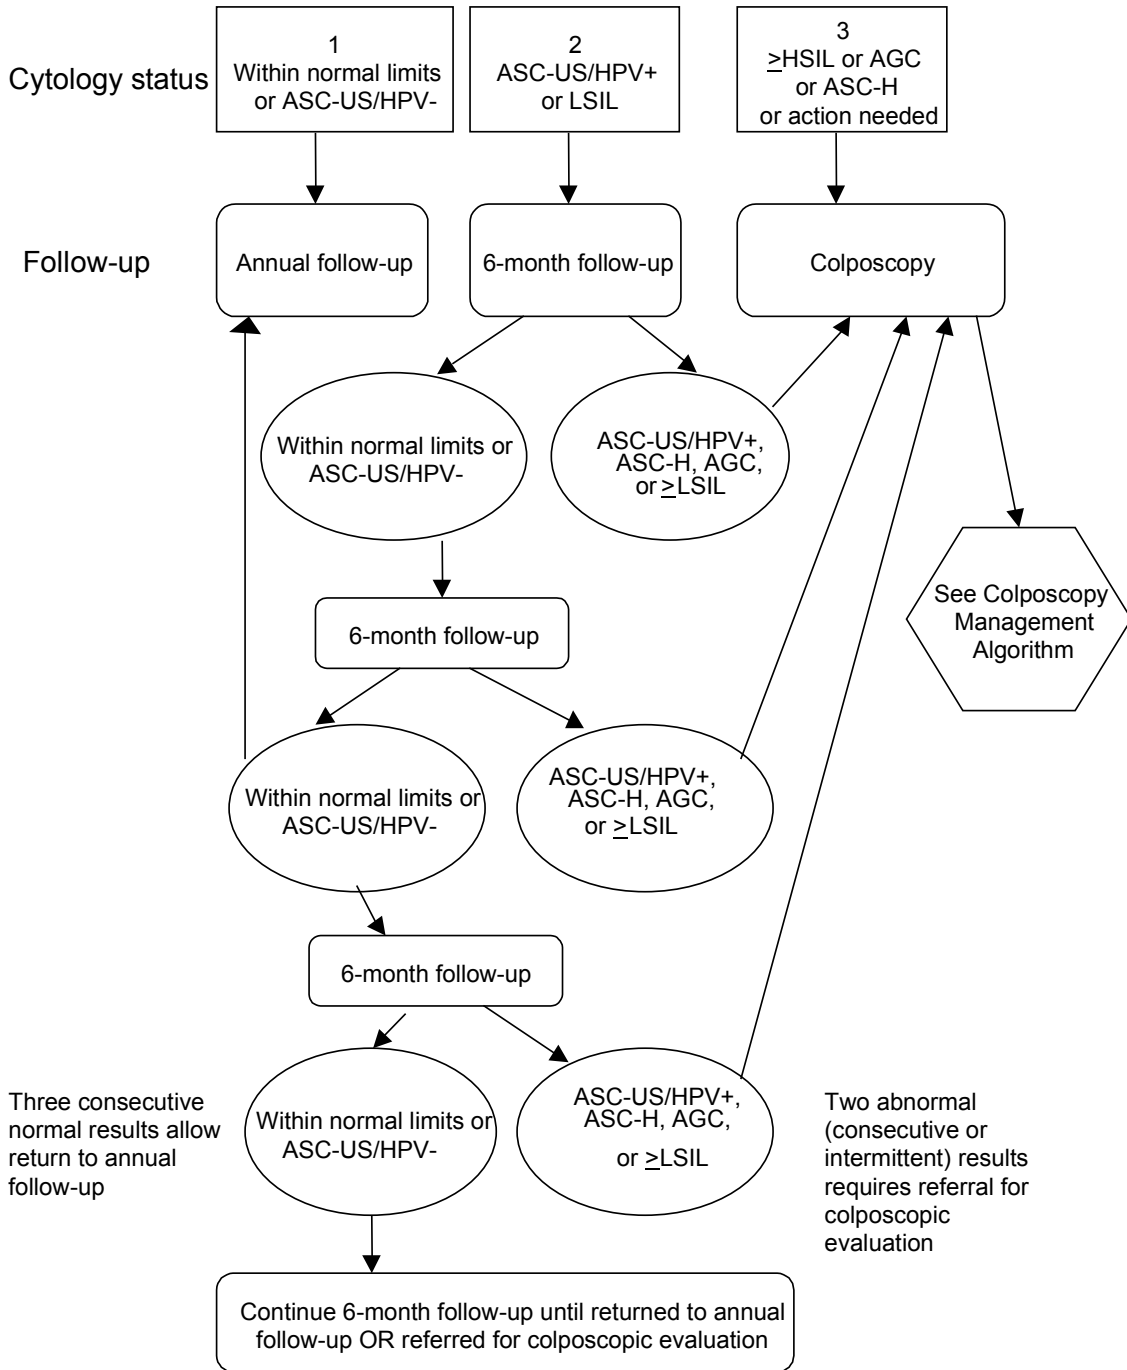 Cytology status
1
Within normal limits
or ASC-US/HPV-
2
ASC-US/HPV+
or LSIL
3
≥HSIL or AGC
or ASC-H
or action needed
Follow-up
Annual follow-up
6-month follow-up
Colposcopy
Within normal limits or
ASC-US/HPV-
ASC-US/HPV+,
ASC-H, AGC,
or ≥LSIL
See Colposcopy
Management
Algorithm
6-month follow-up
Within normal limits or
ASC-US/HPV-
ASC-US/HPV+,
ASC-H, AGC,
or ≥LSIL
6-month follow-up
Three consecutive
normal results allow
return to annual
follow-up
Within normal limits or
ASC-US/HPV-
ASC-US/HPV+,
ASC-H, AGC,
or ≥LSIL
Two abnormal
(consecutive or
intermittent) results
requires referral for
colposcopic
evaluation
Continue 6-month follow-up until returned to annual
follow-up OR referred for colposcopic evaluation